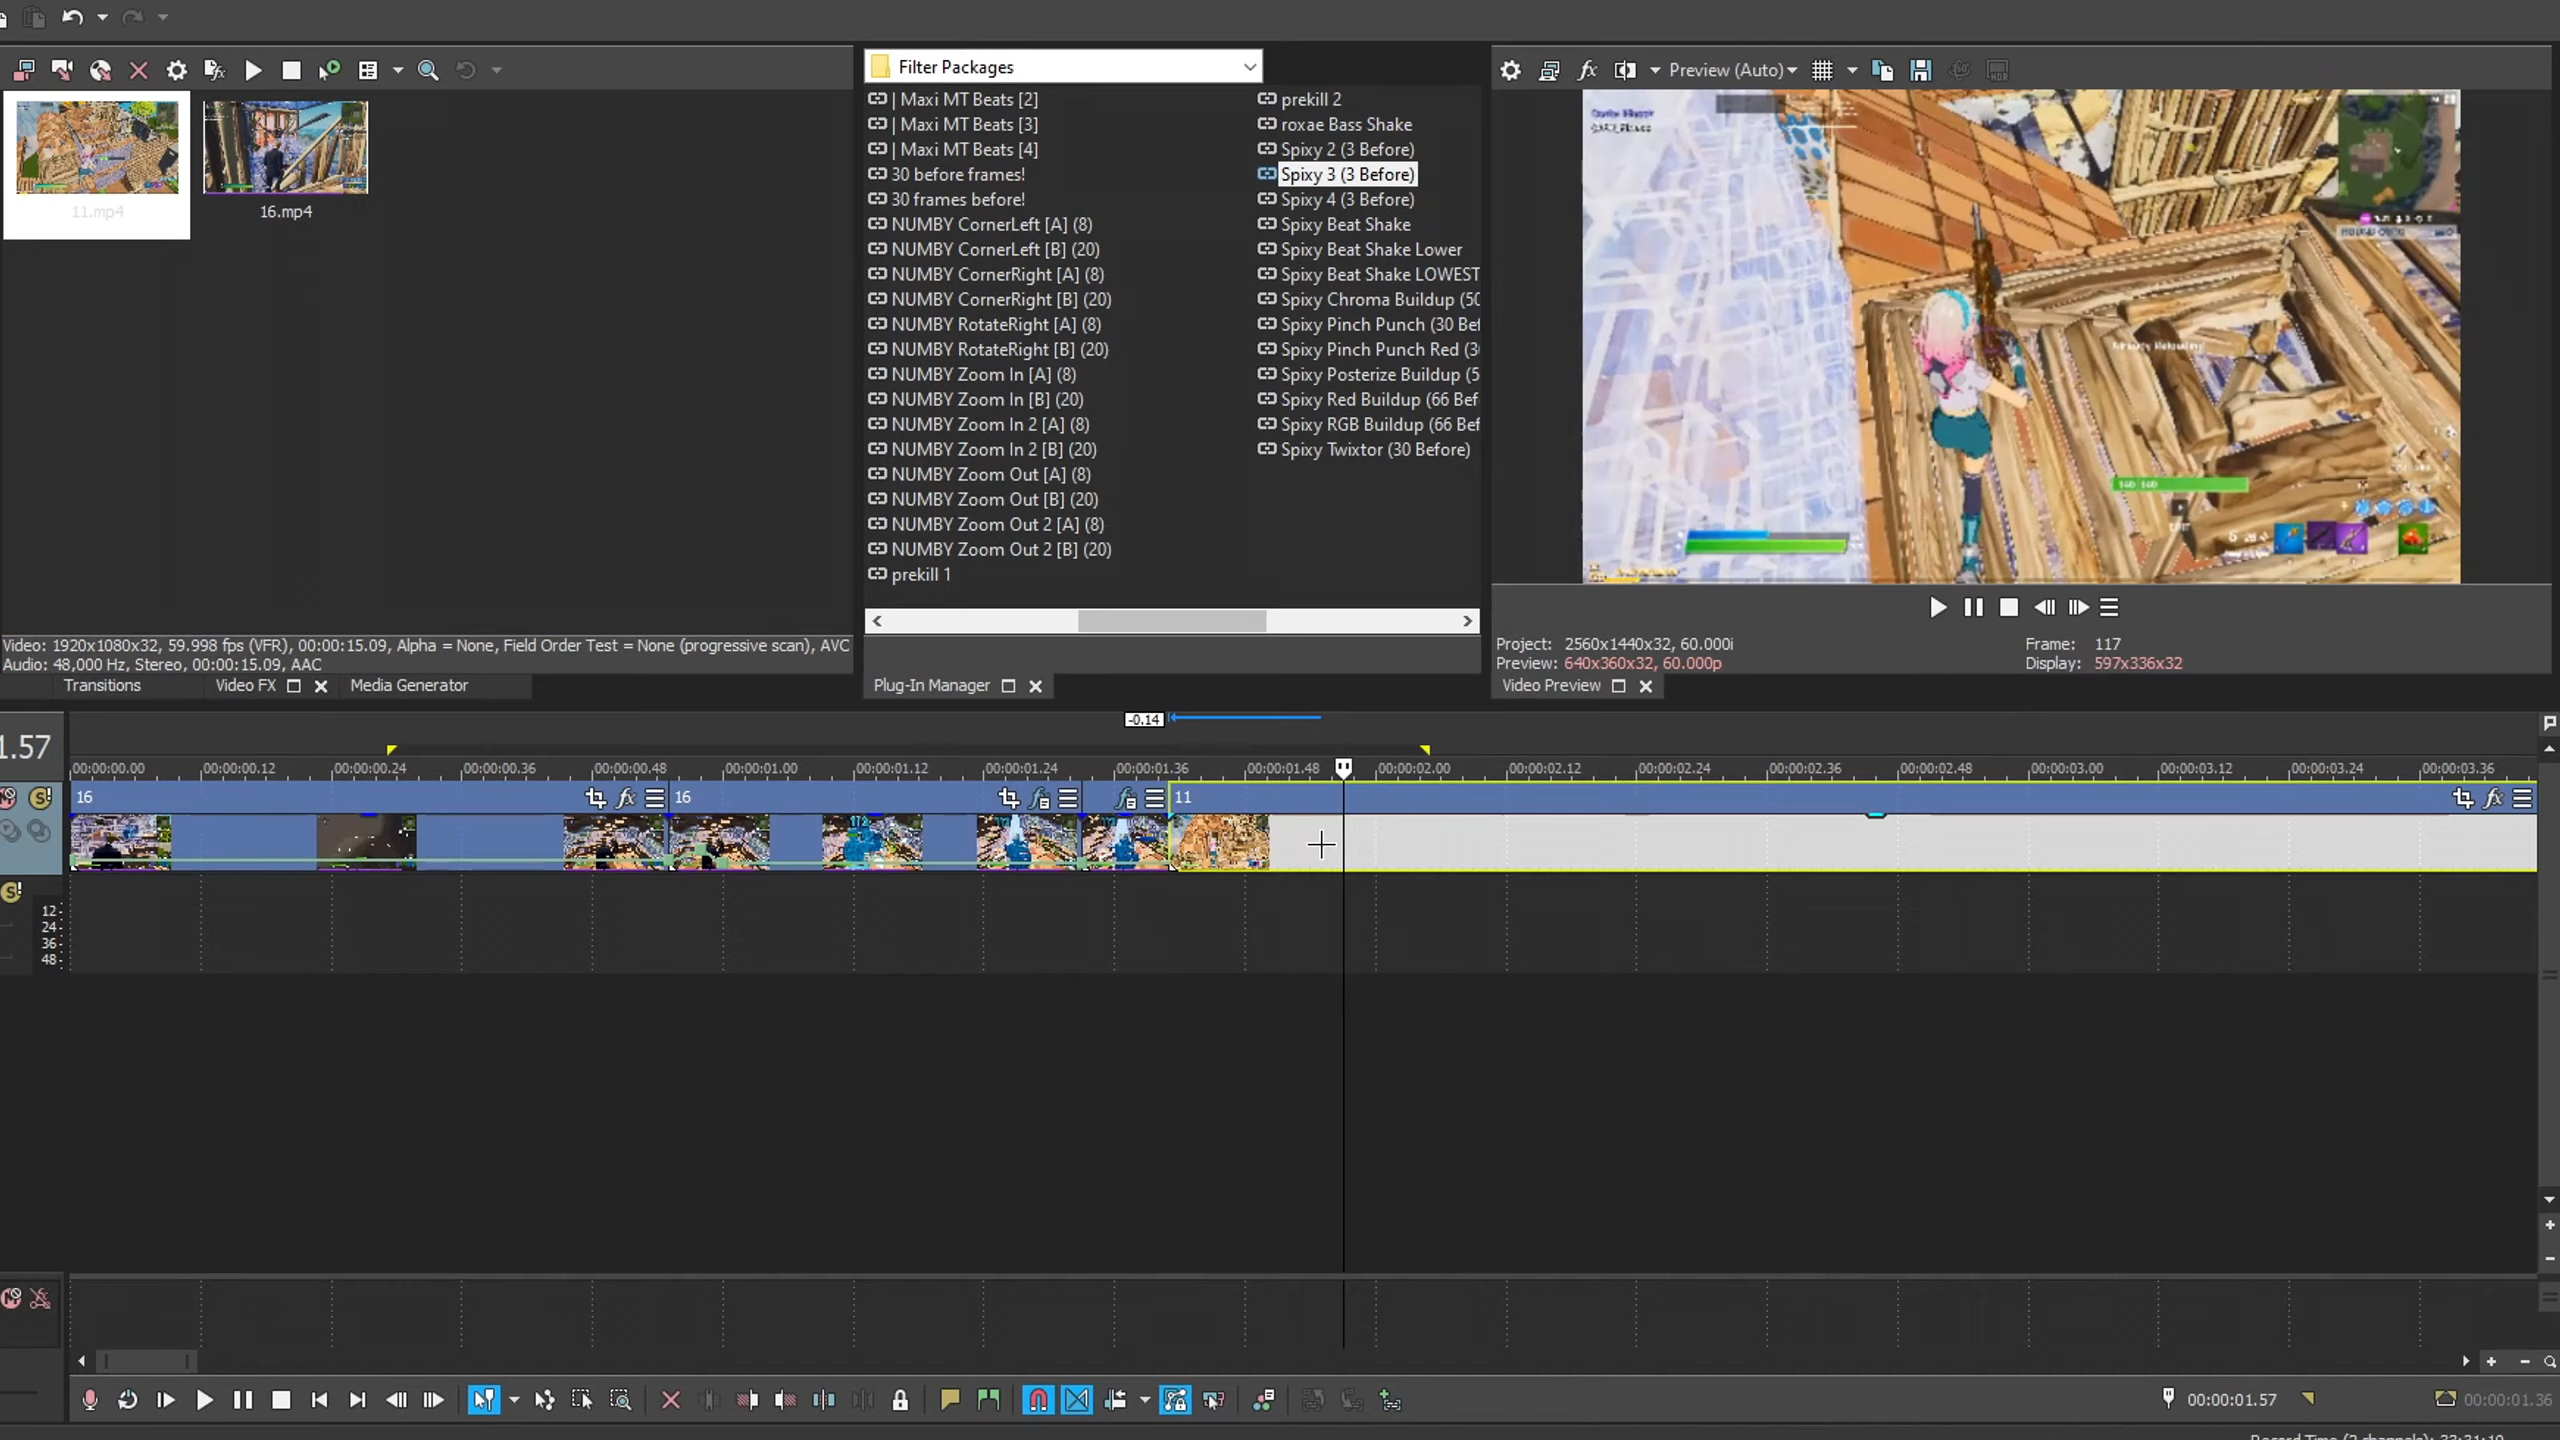 11.mp4
16.mp4
Video: 1920x1080x32, 59.998 fps (VFR), 00:00:15.09, Alpha = None, Field Order Test = None (progressive scan), AVC
Audio: 48,000 Hz, Stereo, 00:00:15.09, AAC
Transitions
Video FX
Media Generator
Filter Packages
| Maxi MT Beats [2]
| Maxi MT Beats [3]
| Maxi MT Beats [4]
30 before frames!
30 frames before!
NUMBY CornerLeft [A] (8)
NUMBY CornerLeft [B] (20)
NUMBY CornerRight [A] (8)
NUMBY CornerRight [B] (20)
NUMBY RotateRight [A] (8)
NUMBY RotateRight [B] (20)
NUMBY Zoom In [A] (8)
NUMBY Zoom In [B] (20)
NUMBY Zoom In 2 [A] (8)
NUMBY Zoom In 2 [B] (20)
NUMBY Zoom Out [A] (8)
NUMBY Zoom Out [B] (20)
NUMBY Zoom Out 2 [A] (8)
NUMBY Zoom Out 2 [B] (20)
prekill 1
prekill 2
roxae Bass Shake
Spixy 2 (3 Before)
Spixy 3 (3 Before)
Spixy 4 (3 Before)
Spixy Beat Shake
Spixy Beat Shake Lower
Spixy Beat Shake LOWEST
Spixy Chroma Buildup (50
Spixy Pinch Punch (30 Bef
Spixy Pinch Punch Red (3
Spixy Posterize Buildup (5
Spixy Red Buildup (66 Bef
Spixy RGB Buildup (66 Bef
Spixy Twixtor (30 Before)
Plug-In Manager
Preview (Auto)
Project: 2560x1440x32, 60.000i
Preview: 640x360x32, 60.000p
Frame: 117
Display: 597x336x32
Video Preview
-0.14
1.57
00:00:00.00 00:00:00.12 00:00:00.24 00:00:00.36 00:00:00.48 00:00:01.00 00:00:01.12 00:00:01.24 00:00:01.36 00:00:01.48 00:00:02.00 00:00:02.12 00:00:02.24 00:00:02.36 00:00:02.48 00:00:03.00 00:00:03.12 00:00:03.24 00:00:03.36
16
16
11
12
24
36
48
00:00:01.57
00:00:01.36